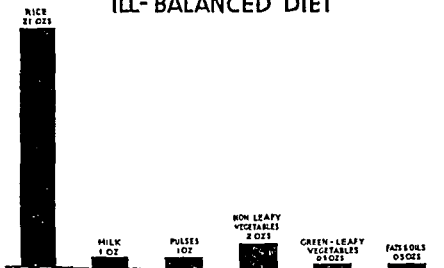 ILL-BALANCED DIET
RICE
21 OZS
MILK
1 OZ
PULSES
1 OZ
NON LEAFY
VEGETABLES
2 OZS
GREEN-LEAFY
VEGETABLES
0.5 OZS
FATS & OILS
0.5 OZS